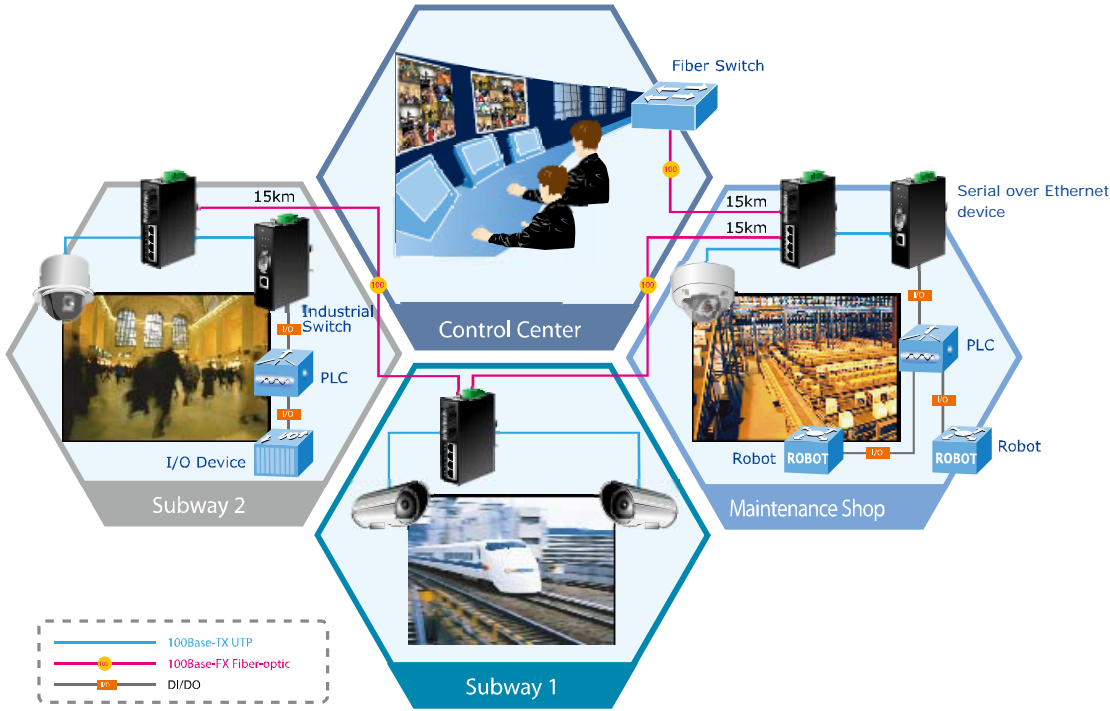 Fiber Switch
100
15km
15km
15km
Serial over Ethernet
device
100
100
I/O
Industrial
Switch
I/O
Control Center
PLC
PLC
I/O
I/O
I/O Device
Robot
ROBOT
I/O
ROBOT
Robot
Subway 2
Maintenance Shop
100Base-TX UTP
100
100Base-FX Fiber-optic
I/O
DI/DO
Subway 1